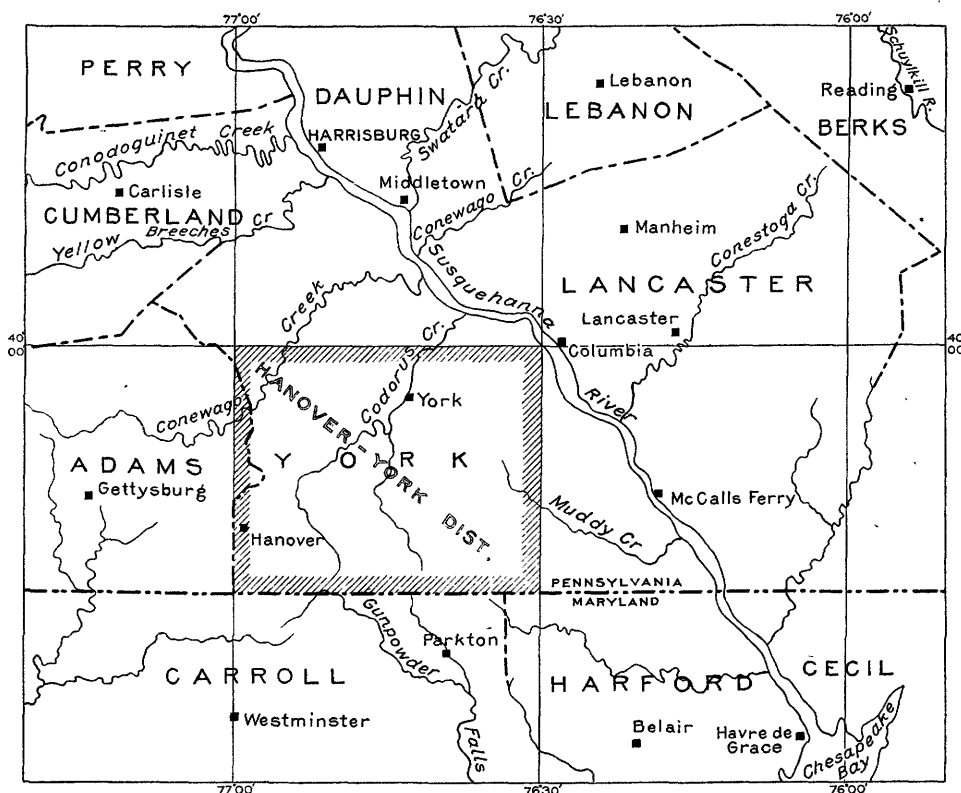 77°00'
76°30'
76°00'
PERRY
DAUPHIN
Lebanon
LEBANON
Reading
Schuylkill R.
BERKS
HARRISBURG
Swatara Cr.
Conodoguinet Creek
Carlisle
Middletown
CUMBERLAND
Yellow Breeches Cr
Conewago Cr.
Manheim
Conestoga Cr.
Susquehanna
LANCASTER
Creek
Lancaster
Codorus Cr.
Columbia
40
00'
40
00'
HANOVER-YORK DIST.
York
River
Conewago
ADAMS
YORK
Gettysburg
McCalls Ferry
Muddy Cr
Hanover
PENNSYLVANIA
MARYLAND
Gunpowder
Parkton
CARROLL
HARFORD
CECIL
Westminster
Belair
Havre de
Grace
Falls
Chesapeake
Bay
77°00'
76°30'
76°00'